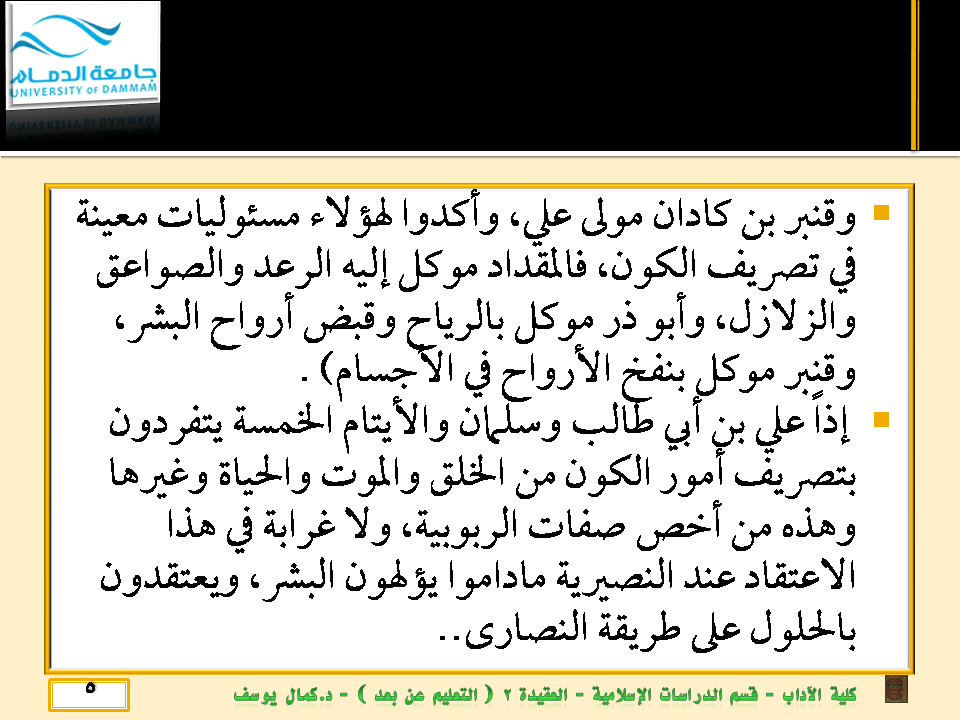 جامعة الدمام
UNIVERSITY OF DAMMAM
وقنبر بن كادان مولى علي، وأكدوا لهؤلاء مسئوليات معينة
في تصريف الكون، فالمقداد موكل إليه الرعد والصواعق
والزلازل، وأبو ذر موكل بالرياح وقبض أرواح البشر،
وقنبر موكل بنفخ الأرواح في الأجسام) .
إذاً علي بن أبي طالب وسلمان والأيتام الخمسة يتفردون
بتصريف أمور الكون من الخلق والموت والحياة وغيرها
وهذه من أخص صفات الربوبية، ولا غرابة في هذا
الاعتقاد عند النصيرية ماداموا يؤلهون البشر، ويعتقدون
بالحلول على طريقة النصارى..
كلية الآداب - قسم الدراسات الإسلامية - العقيدة ٢ ( التعليم عن بعد ) - د.كمال يوسف
٥